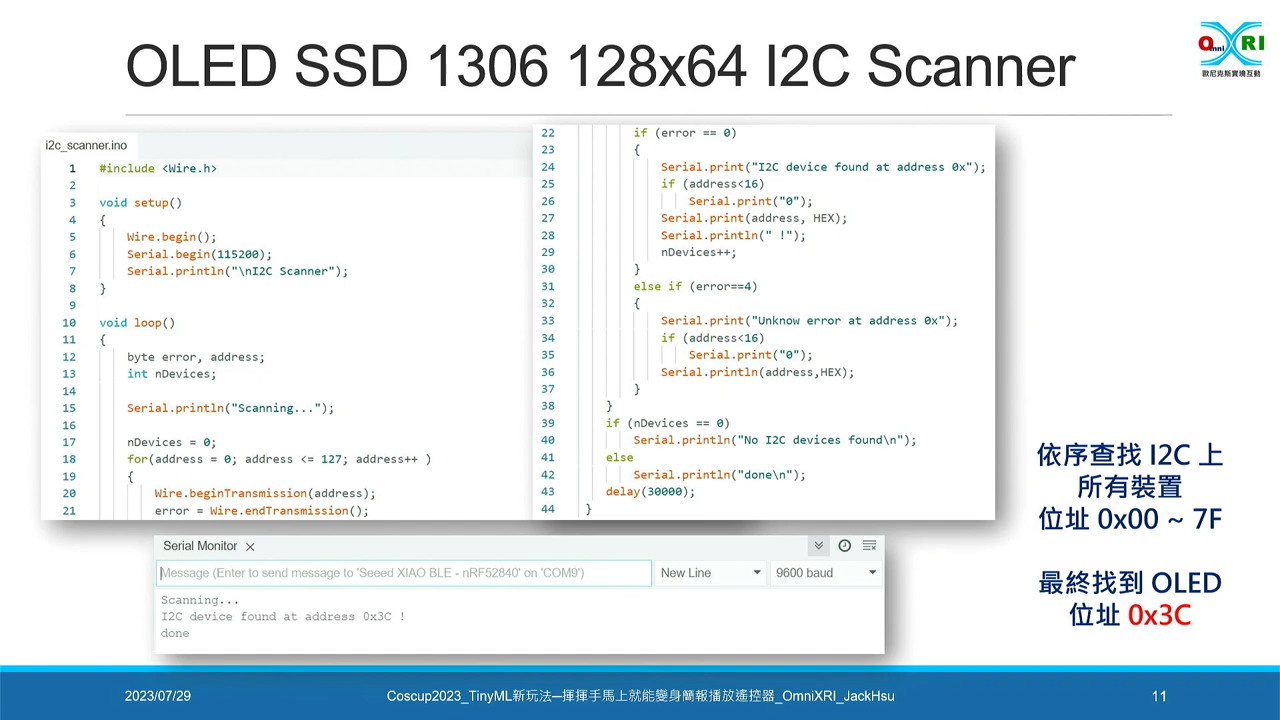 OLED SSD 1306 128x64 I2C Scanner
OmniXRI
歐尼克斯實境互動
i2c_scanner.ino
1 #include <Wire.h>
2
3 void setup()
4 {
5 Wire.begin();
6 Serial.begin(115200);
7 Serial.println("\nI2C Scanner");
8 }
9
10 void loop()
11 {
12 byte error, address;
13 int nDevices;
14
15 Serial.println("Scanning...");
16
17 nDevices = 0;
18 for(address = 0; address <= 127; address++ )
19 {
20 Wire.beginTransmission(address);
21 error = Wire.endTransmission();
22 if (error == 0)
23 {
24 Serial.print("I2C device found at address 0x");
25 if (address<16)
26 Serial.print("0");
27 Serial.print(address, HEX);
28 Serial.println(" !");
29 nDevices++;
30 }
31 else if (error==4)
32 {
33 Serial.print("Unknow error at address 0x");
34 if (address<16)
35 Serial.print("0");
36 Serial.println(address,HEX);
37 }
38 }
39 if (nDevices == 0)
40 Serial.println("No I2C devices found\n");
41 else
42 Serial.println("done\n");
43 delay(30000);
44 }
依序查找 I2C 上
所有裝置
位址 0x00 ~ 7F
最終找到 OLED
位址 0x3C
Serial Monitor ×
Message (Enter to send message to 'Seeed XIAO BLE - nRF52840' on 'COM9') New Line 9600 baud
Scanning...
I2C device found at address 0x3C !
done
2023/07/29 Coscup2023_TinyML新玩法─揮揮手馬上就能變身簡報播放遙控器_OmniXRI_JackHsu 11